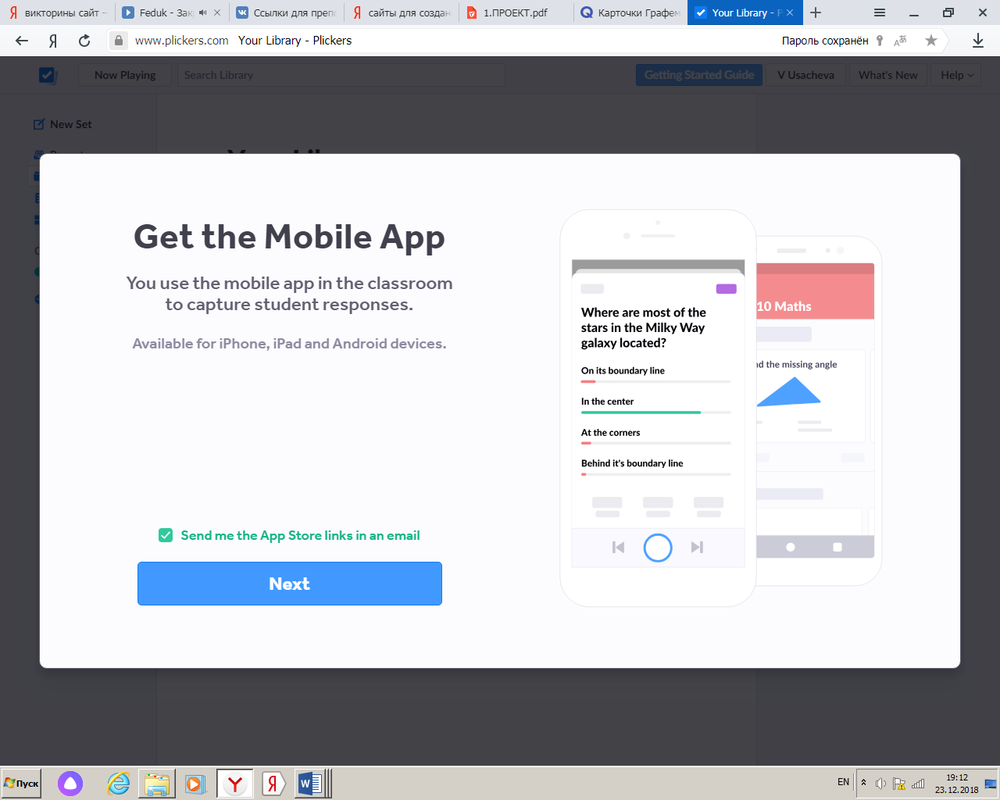 викторины сайт –
Feduk - Зак
Ссылки для преп
сайты для создан
1.ПРОЕКТ.pdf
Карточки Графем
Your Library - P
www.plickers.com Your Library - Plickers
Пароль сохранён
Now Playing
Search Library
Getting Started Guide
V Usacheva
What's New
Help
New Set
Get the Mobile App
You use the mobile app in the classroom
to capture student responses.
Available for iPhone, iPad and Android devices.
Send me the App Store links in an email
Next
Where are most of the
stars in the Milky Way
galaxy located?
On its boundary line
In the center
At the corners
Behind it's boundary line
10 Maths
nd the missing angle
Пуск
EN
19:12
23.12.2018